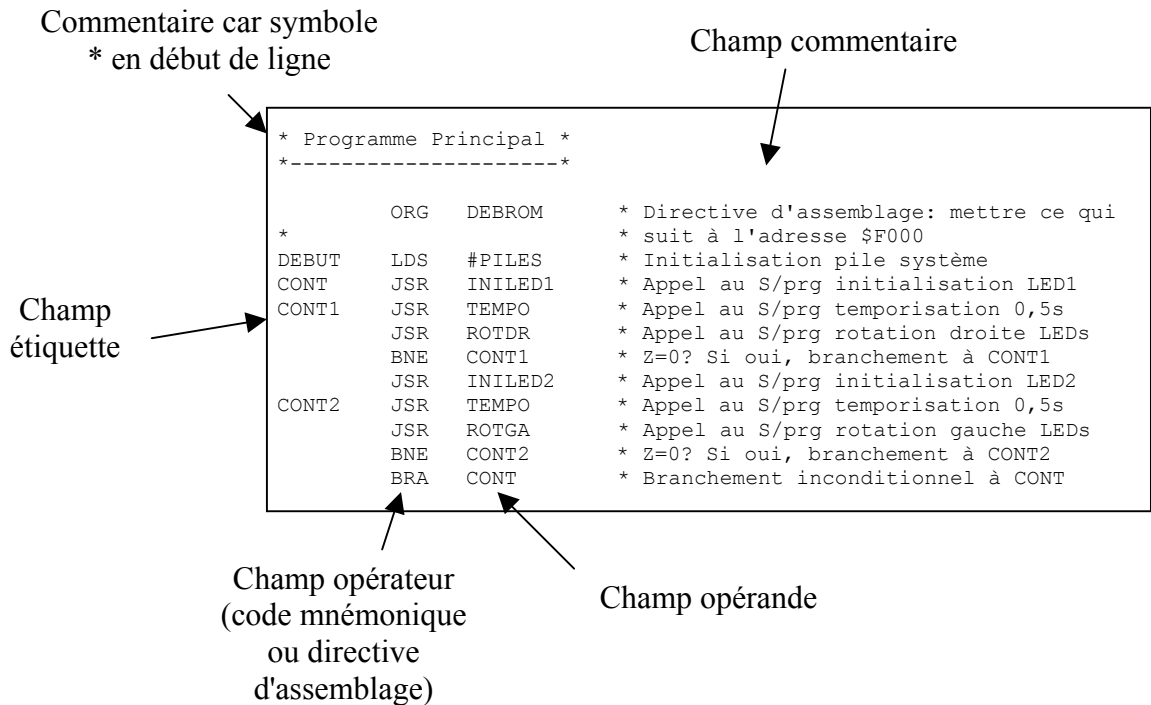 Commentaire car symbole
* en début de ligne
Champ commentaire
* Programme Principal *
*---------------------*
ORG DEBROM * Directive d'assemblage: mettre ce qui
* * suit à l'adresse $F000
DEBUT LDS #PILES * Initialisation pile système
CONT JSR INILED1 * Appel au S/prg initialisation LED1
CONT1 JSR TEMPO * Appel au S/prg temporisation 0,5s
JSR ROTDR * Appel au S/prg rotation droite LEDs
BNE CONT1 * Z=0? Si oui, branchement à CONT1
JSR INILED2 * Appel au S/prg initialisation LED2
CONT2 JSR TEMPO * Appel au S/prg temporisation 0,5s
JSR ROTGA * Appel au S/prg rotation gauche LEDs
BNE CONT2 * Z=0? Si oui, branchement à CONT2
BRA CONT * Branchement inconditionnel à CONT
Champ
étiquette
Champ opérateur
(code mnémonique
ou directive
d'assemblage)
Champ opérande